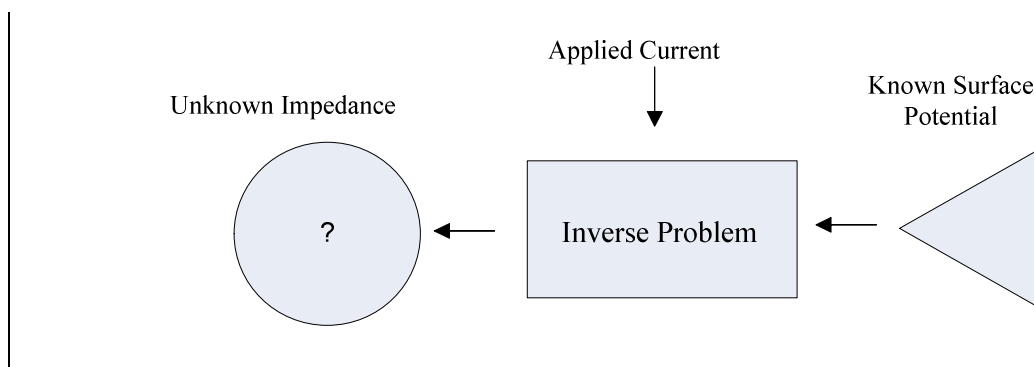 Applied Current
Known Surface
Potential
Unknown Impedance
?
Inverse Problem